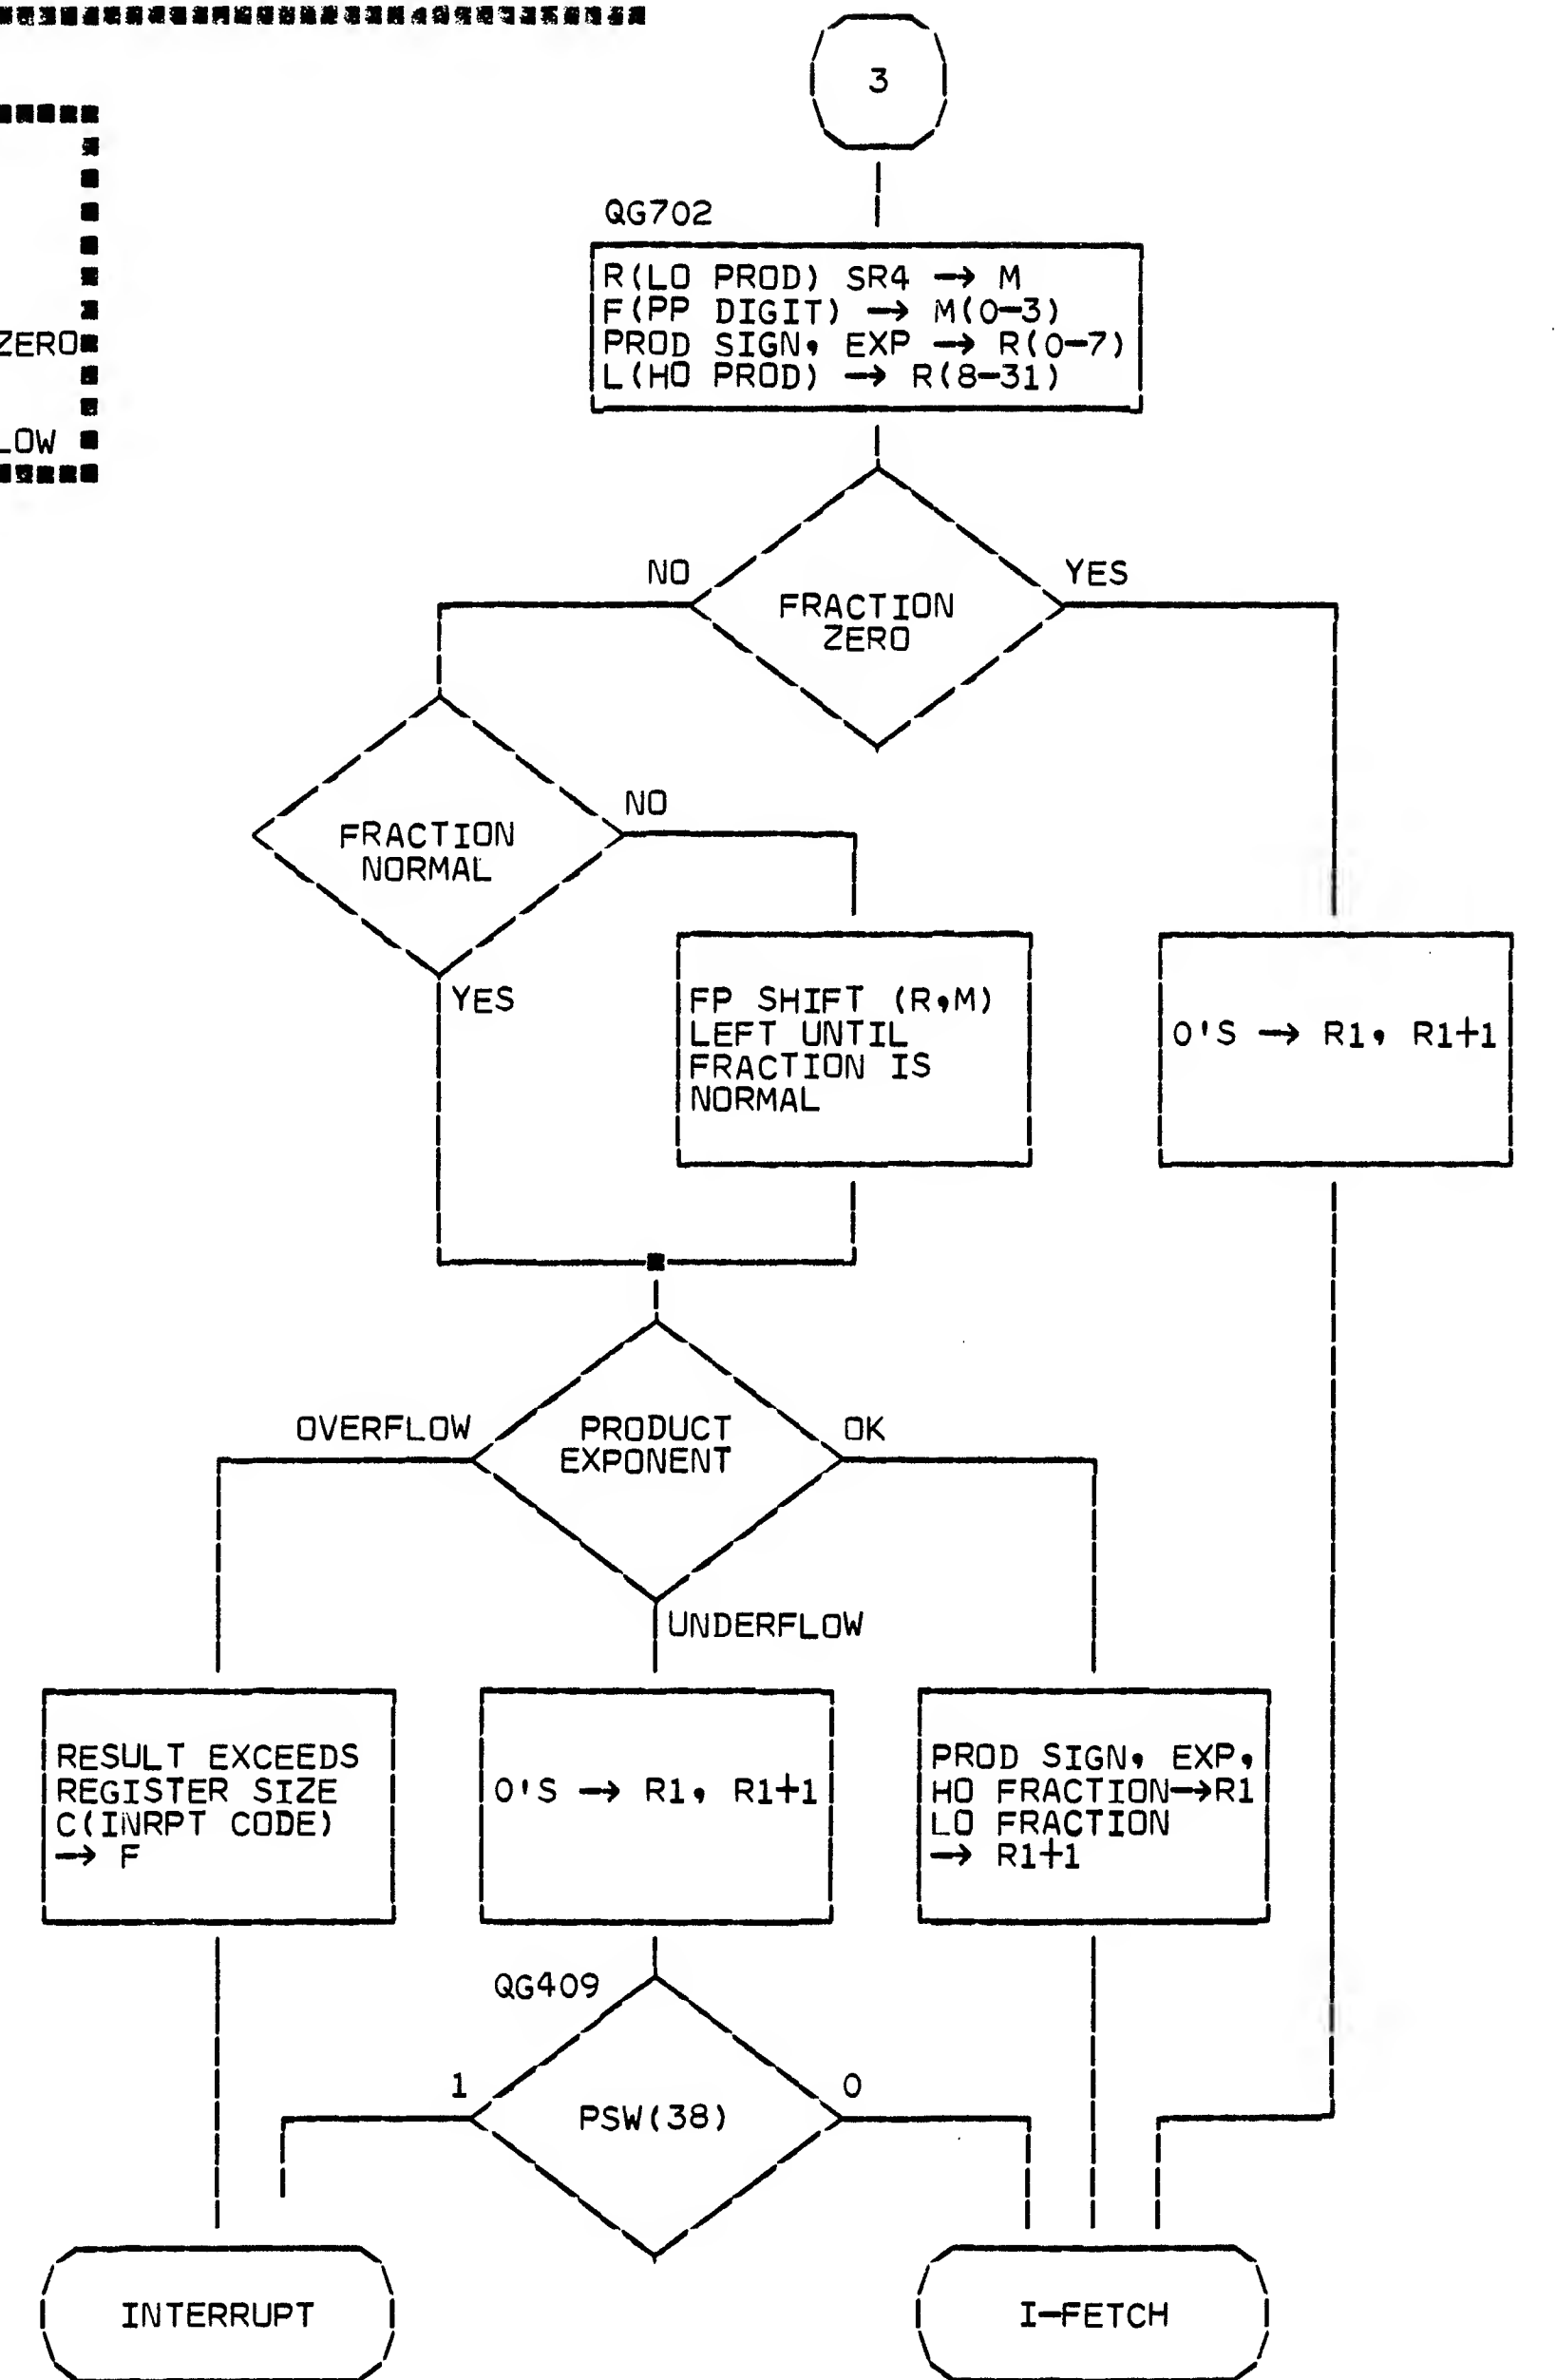 3
QG702
R(LO PROD) SR4 → M
F(PP DIGIT) → M(0-3)
PROD SIGN, EXP → R(0-7)
L(HO PROD) → R(8-31)
ZERO
LOW
NO
YES
FRACTION
ZERO
NO
FRACTION
NORMAL
YES
FP SHIFT (R,M)
LEFT UNTIL
FRACTION IS
NORMAL
0'S → R1, R1+1
OVERFLOW
PRODUCT
EXPONENT
OK
UNDERFLOW
RESULT EXCEEDS
REGISTER SIZE
C(INRPT CODE)
→ F
0'S → R1, R1+1
PROD SIGN, EXP,
HO FRACTION→R1
LO FRACTION
→ R1+1
QG409
1
PSW(38)
0
INTERRUPT
I-FETCH